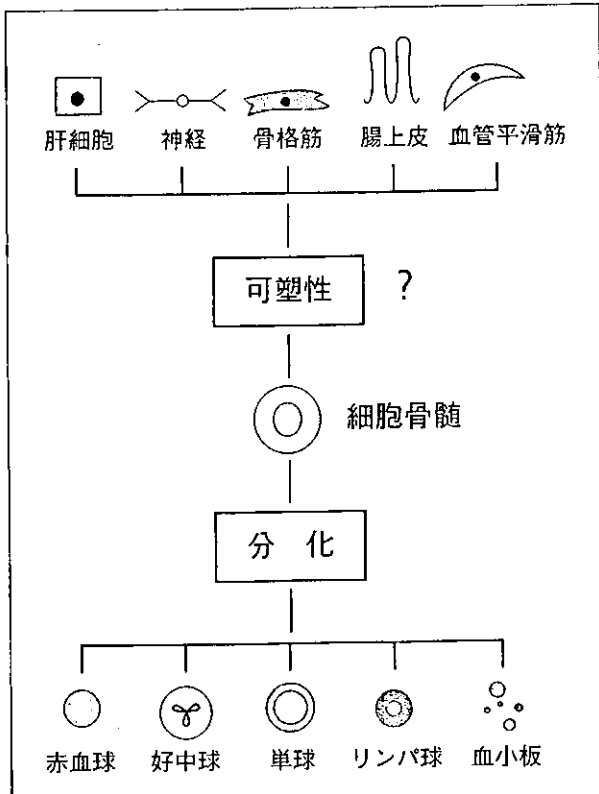 肝細胞 神経 骨格筋 腸上皮 血管平滑筋
可塑性 ?
細胞骨髄
分 化
赤血球 好中球 単球 リンパ球 血小板